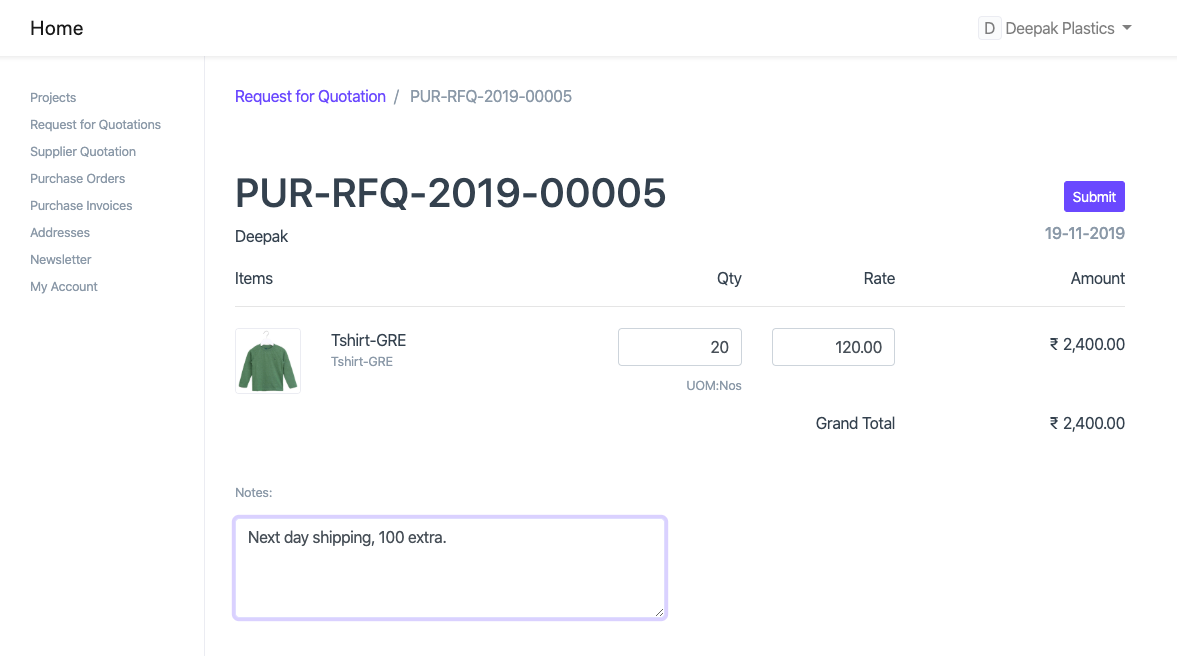 Home
D Deepak Plastics
Projects
Request for Quotations
Supplier Quotation
Purchase Orders
Purchase Invoices
Addresses
Newsletter
My Account
Request for Quotation / PUR-RFQ-2019-00005
PUR-RFQ-2019-00005
Submit
Deepak
19-11-2019
Items Qty Rate Amount
Tshirt-GRE 20 120.00 ₹ 2,400.00
Tshirt-GRE
UOM:Nos
Grand Total ₹ 2,400.00
Notes:
Next day shipping, 100 extra.